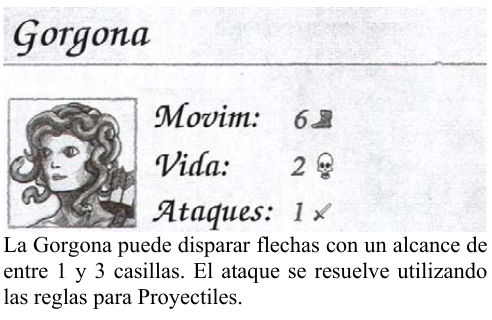 Gorgona
Movim: 6
Vida: 2
Ataques: 1
La Gorgona puede disparar flechas con un alcance de
entre 1 y 3 casillas. El ataque se resuelve utilizando
las reglas para Proyectiles.